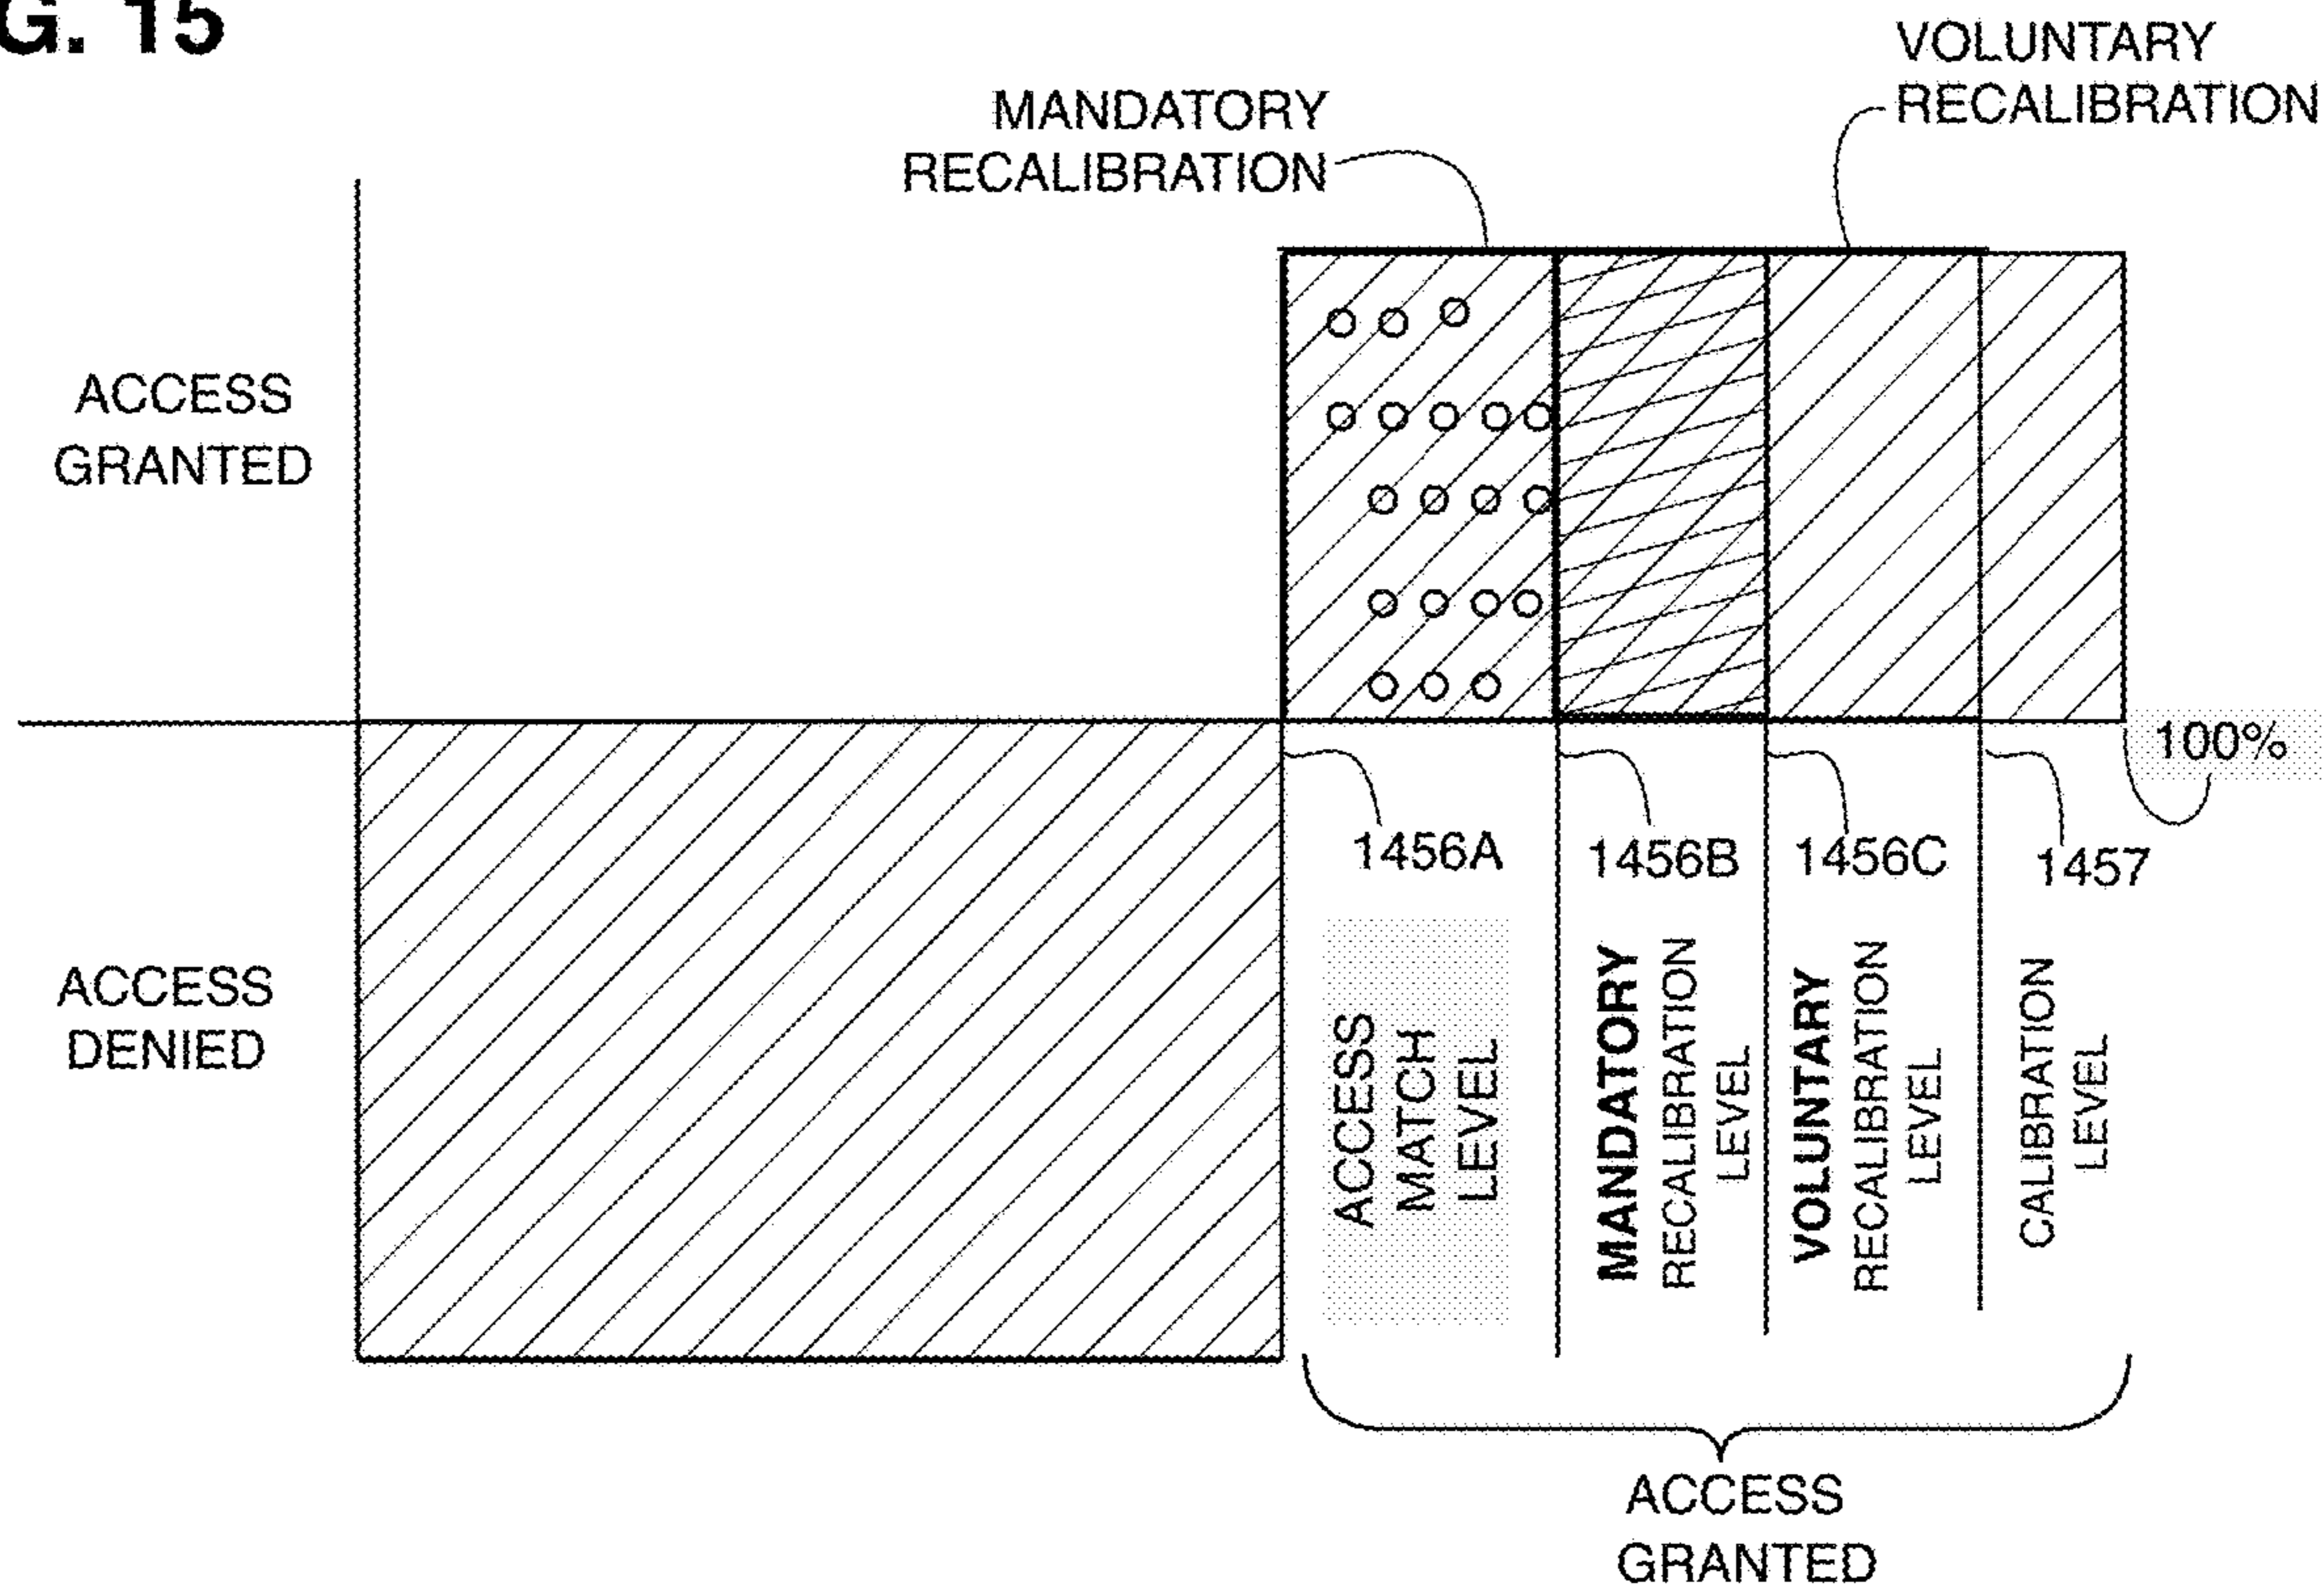 G. 15
VOLUNTARY
RECALIBRATION
MANDATORY
RECALIBRATION
ACCESS
GRANTED
100%
1456A
1456B
1456C
1457
ACCESS
DENIED
ACCESS
MATCH
LEVEL
MANDATORY
RECALIBRATION
LEVEL
VOLUNTARY
RECALIBRATION
LEVEL
CALIBRATION
LEVEL
ACCESS
GRANTED